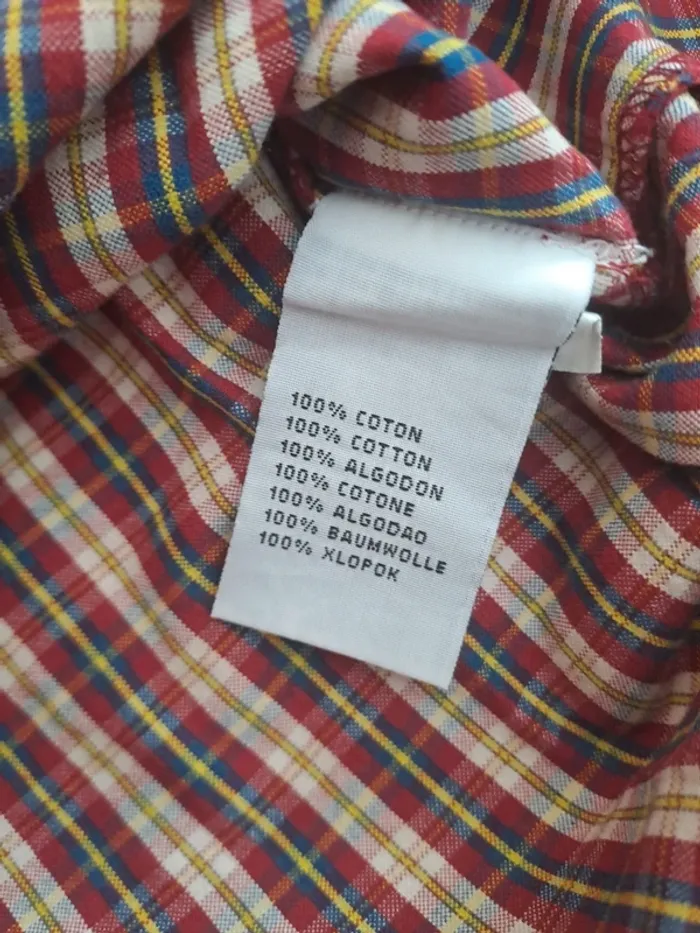 100% COTON
100% COTTON
100% ALGODON
100% COTONE
100% ALGODAO
100% BAUMWOLLE
100% XLOPOK